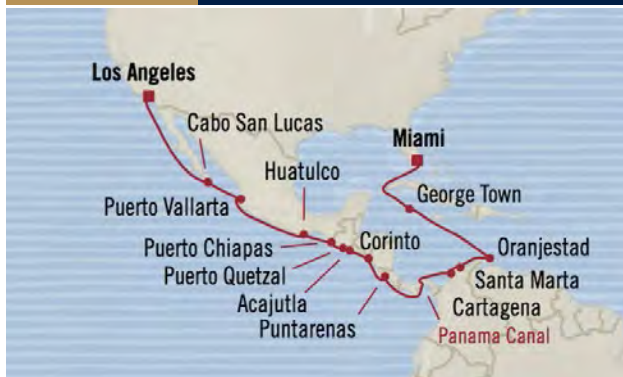 Los Angeles
Cabo San Lucas
Miami
Huatulco
George Town
Puerto Vallarta
Puerto Chiapas
Corinto
Oranjestad
Puerto Quetzal
Santa Marta
Acajutla
Cartagena
Puntarenas
Panama Canal